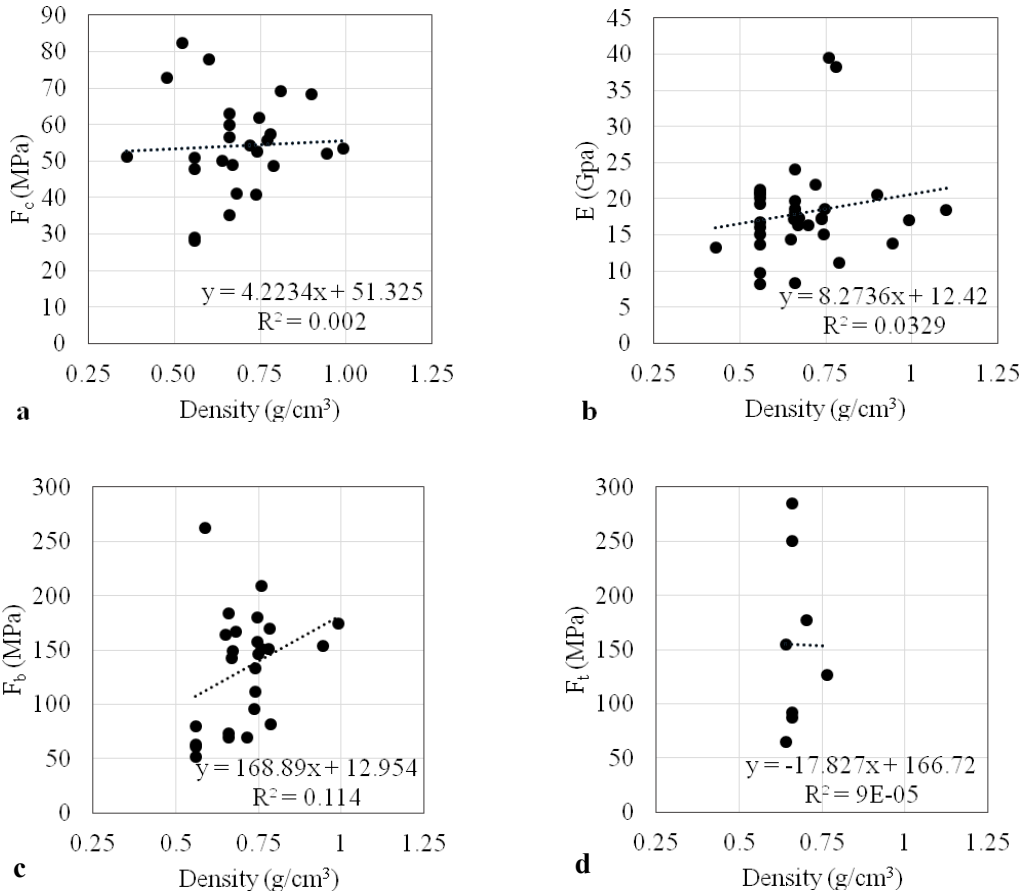 90
80
70
60
50
40
30
20
10
0
F_c (MPa)
y = 4.2234x + 51.325
R² = 0.002
0.25 0.50 0.75 1.00 1.25
Density (g/cm³)
a
45
40
35
30
25
20
15
10
5
0
E (Gpa)
y = 8.2736x + 12.42
R² = 0.0329
0.25 0.5 0.75 1 1.25
Density (g/cm³)
b
300
250
200
150
100
50
0
F_b (MPa)
y = 168.89x + 12.954
R² = 0.114
0.25 0.5 0.75 1 1.25
Density (g/cm³)
c
300
250
200
150
100
50
0
F_t (MPa)
y = -17.827x + 166.72
R² = 9E-05
0.25 0.5 0.75 1 1.25
Density (g/cm³)
d